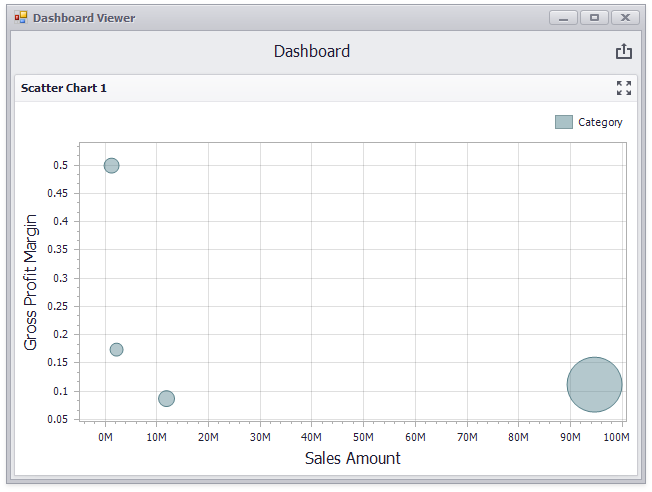 Dashboard Viewer
Dashboard
Scatter Chart 1
Category
0.5
0.45
0.4
0.35
0.3
0.25
0.2
0.15
0.1
0.05
Gross Profit Margin
0M 10M 20M 30M 40M 50M 60M 70M 80M 90M 100M
Sales Amount